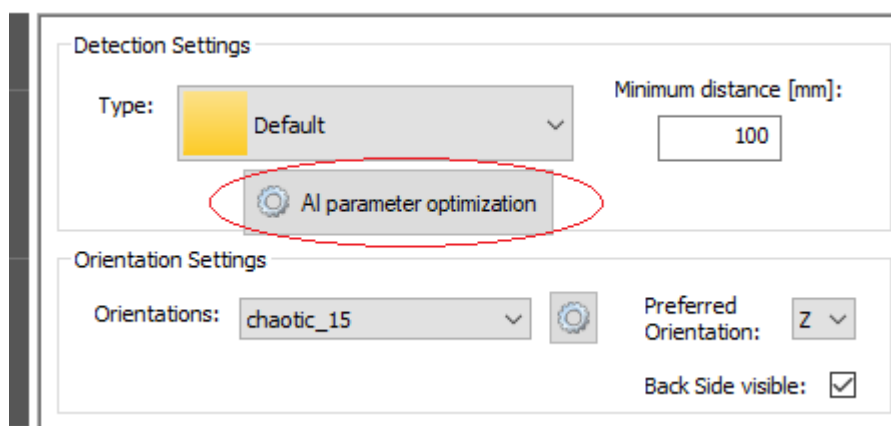 Detection Settings
Type:
Default
Minimum distance [mm]:
100
AI parameter optimization
Orientation Settings
Orientations:
chaotic_15
Preferred
Orientation:
Z
Back Side visible: